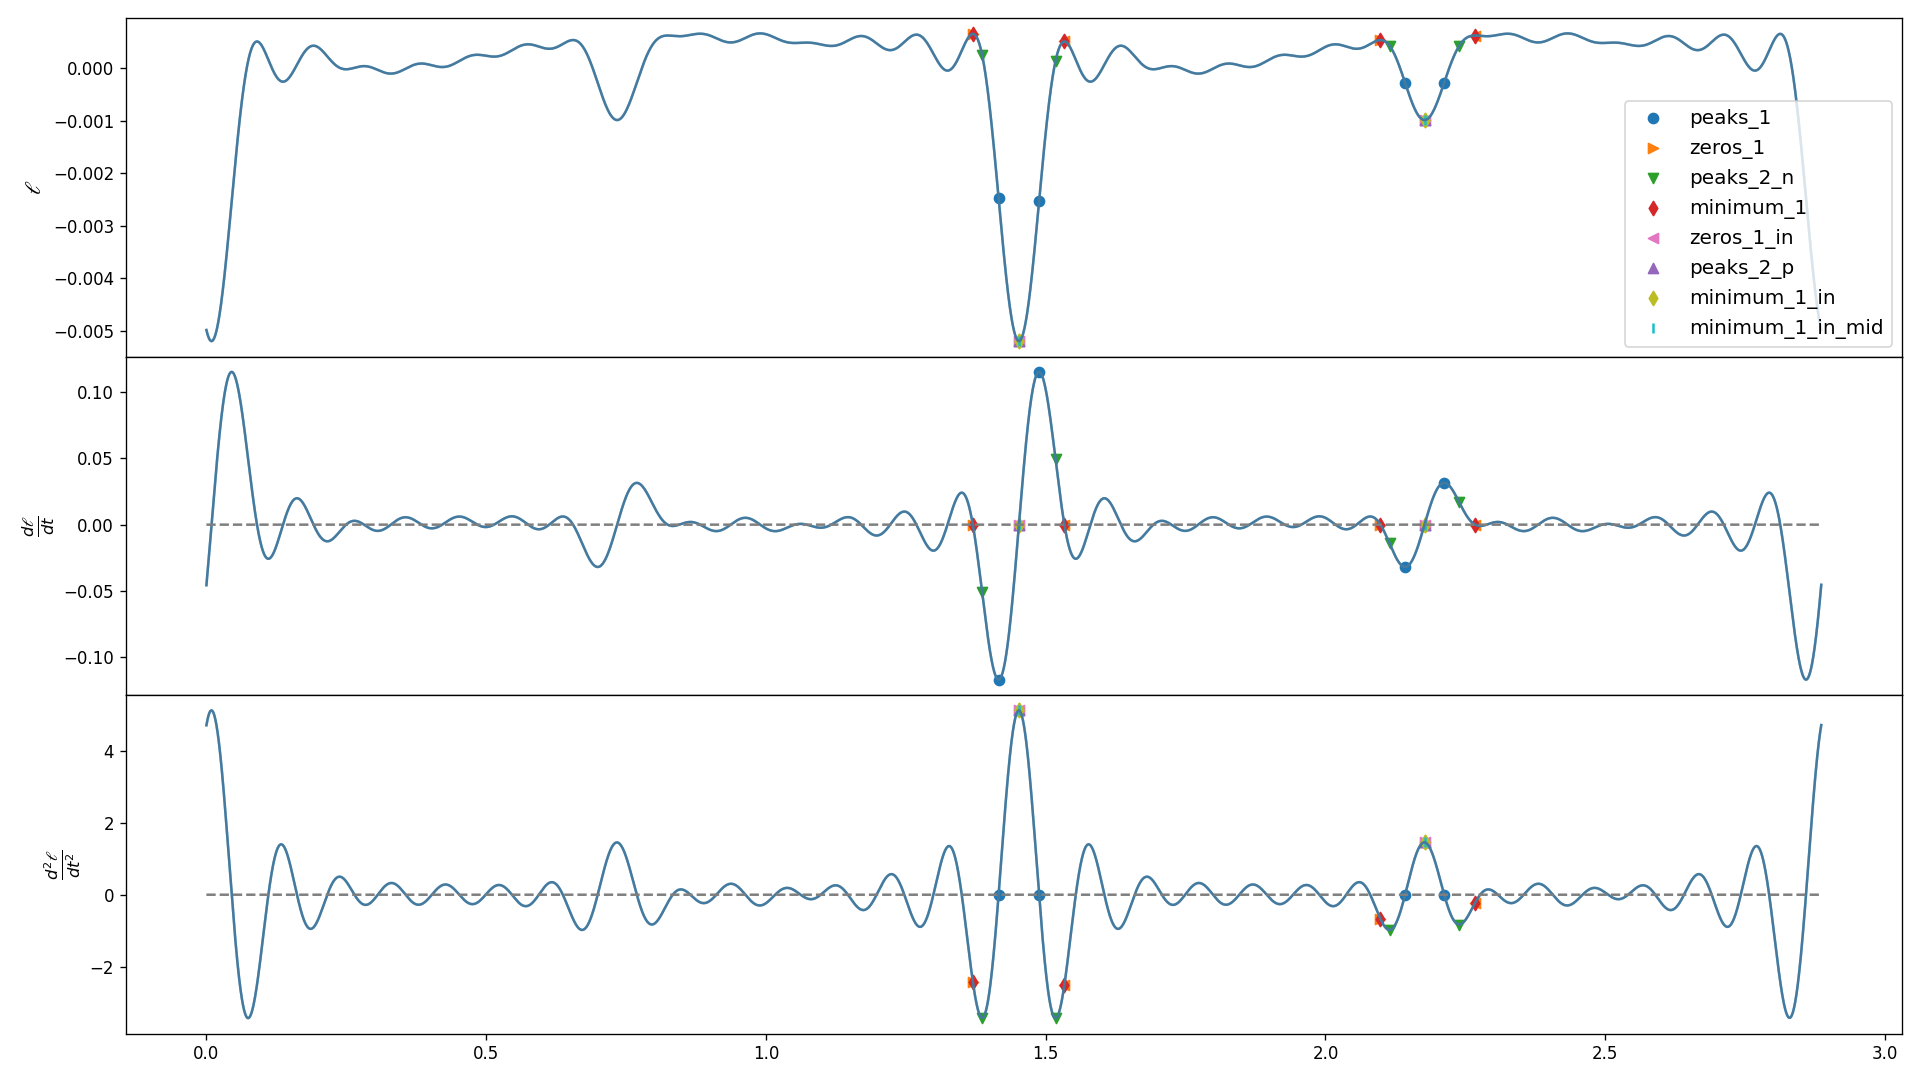 0.000
−0.001
−0.002
−0.003
−0.004
−0.005
ℓ
peaks_1
zeros_1
peaks_2_n
minimum_1
zeros_1_in
peaks_2_p
minimum_1_in
minimum_1_in_mid
0.10
0.05
0.00
−0.05
−0.10
dℓ
dt
4
2
0
−2
d²ℓ
dt²
0.0 0.5 1.0 1.5 2.0 2.5 3.0